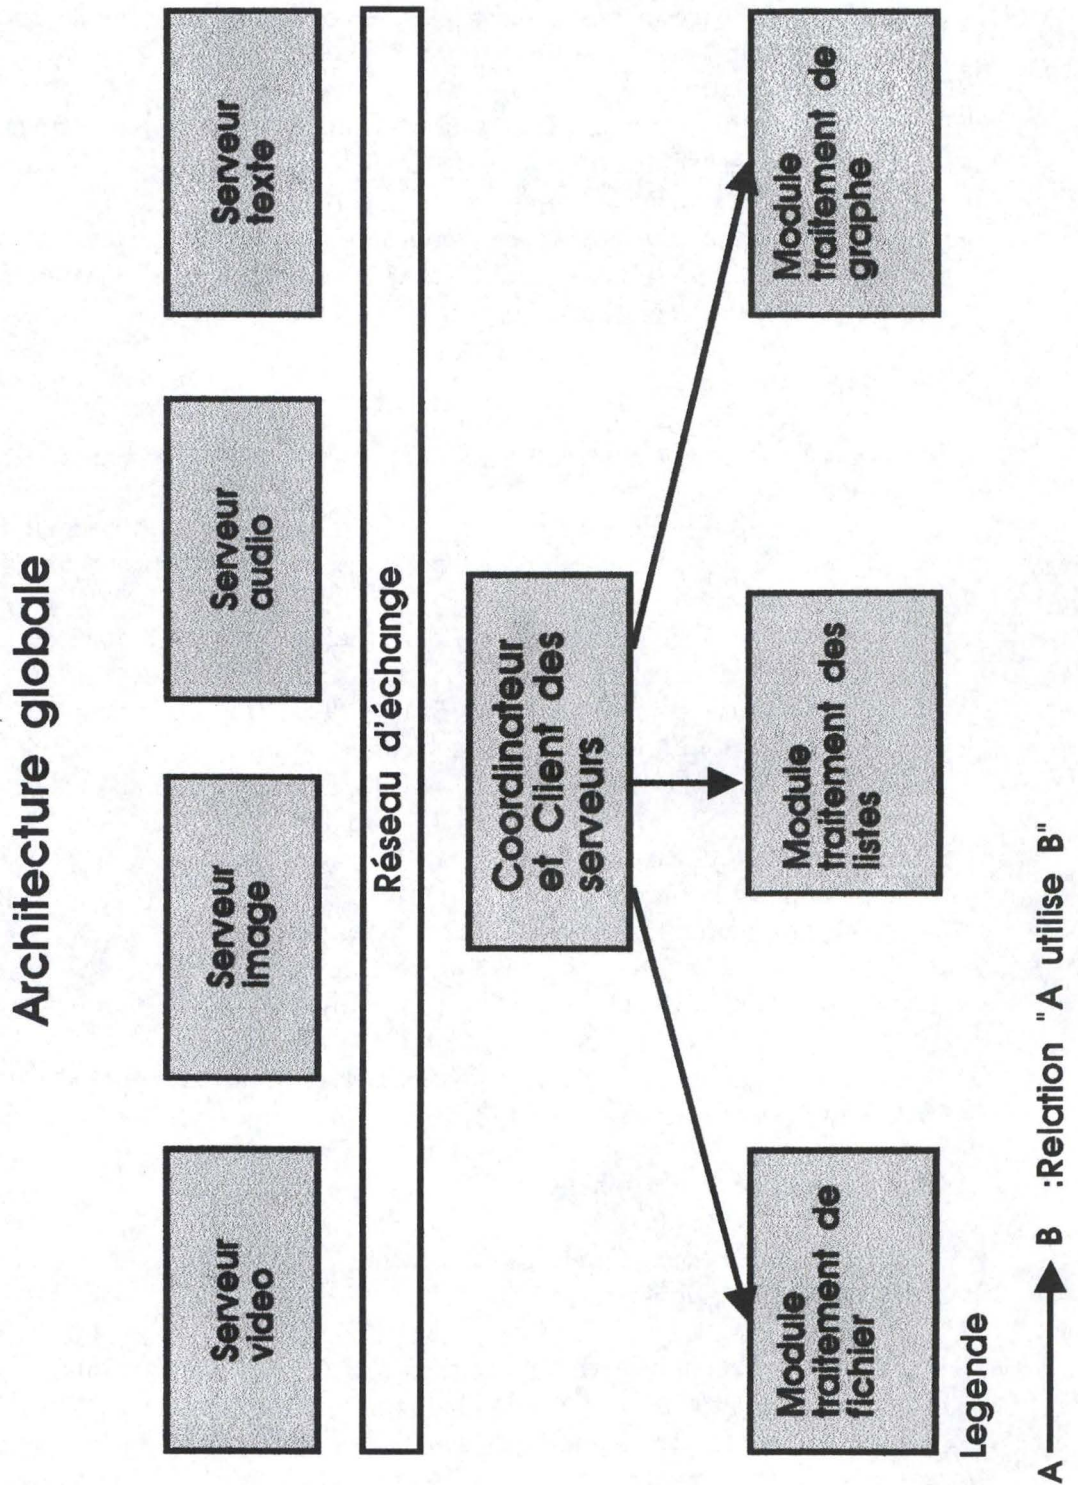 Architecture globale
Serveur
video
Serveur
image
Serveur
audio
Serveur
texte
Réseau d'échange
Coordinateur
et Client des
serveurs
Module
traitement de
fichier
Module
traitement des
listes
Module
traitement de
graphe
Legende
A B :Relation "A utilise B"